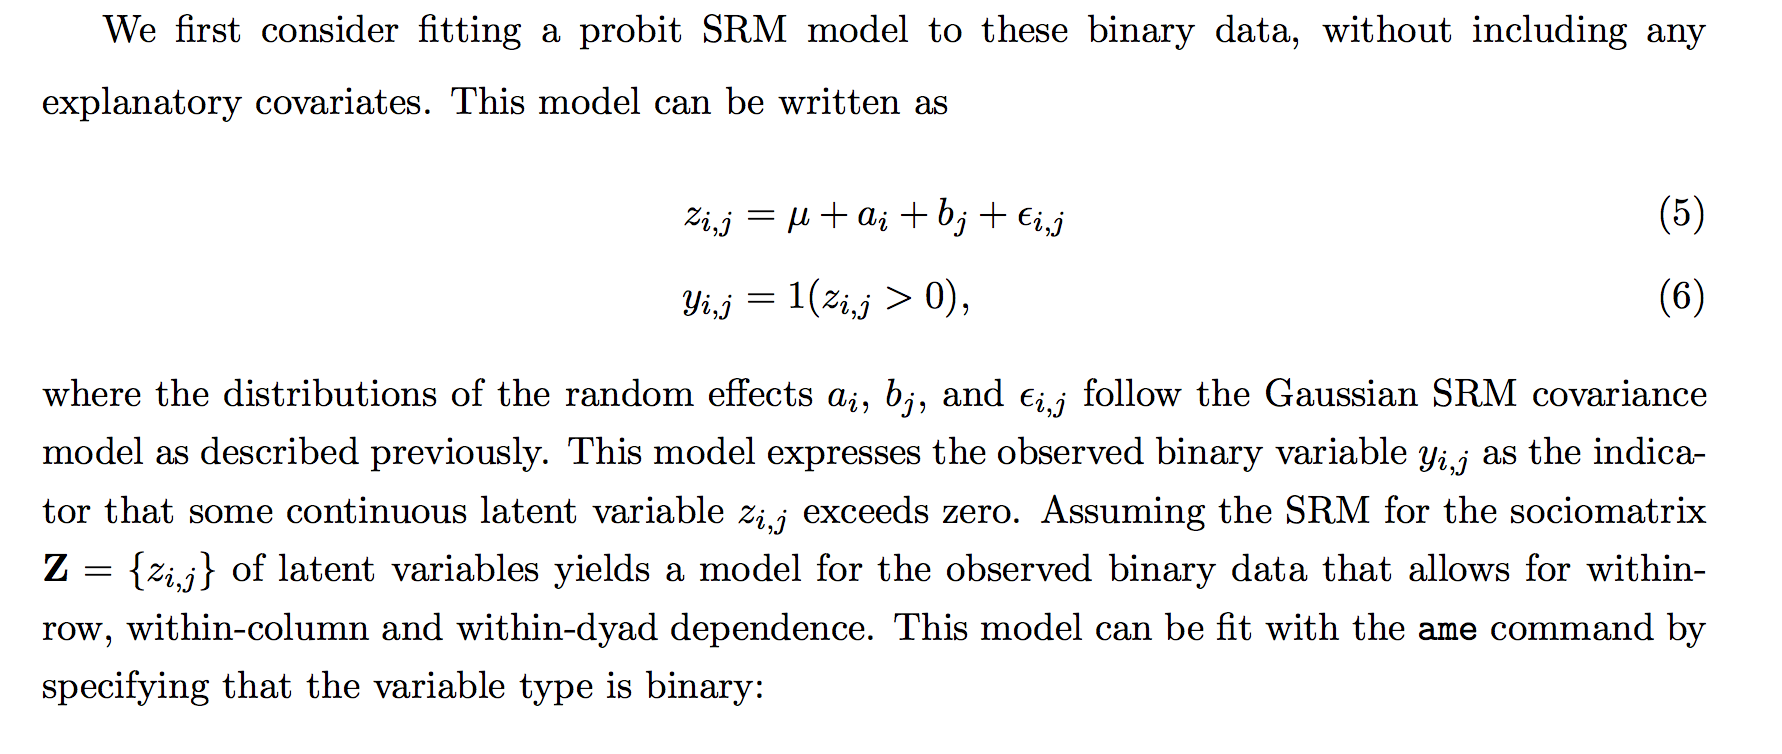 We first consider fitting a probit SRM model to these binary data, without including any
explanatory covariates. This model can be written as
z_{i,j} = μ + a_i + b_j + ϵ_{i,j} (5)
y_{i,j} = 1(z_{i,j} > 0), (6)
where the distributions of the random effects a_i, b_j, and ϵ_{i,j} follow the Gaussian SRM covariance
model as described previously. This model expresses the observed binary variable y_{i,j} as the indica-
tor that some continuous latent variable z_{i,j} exceeds zero. Assuming the SRM for the sociomatrix
Z = {z_{i,j}} of latent variables yields a model for the observed binary data that allows for within-
row, within-column and within-dyad dependence. This model can be fit with the ame command by
specifying that the variable type is binary: